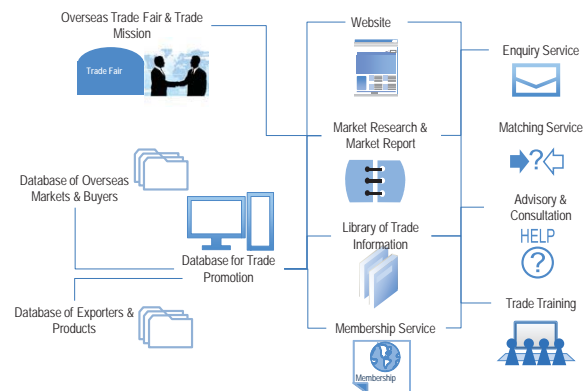 Overseas Trade Fair & Trade
Mission
Trade Fair
Database of Overseas
Markets & Buyers
Database for Trade
Promotion
Database of Exporters &
Products
Website
Market Research &
Market Report
Library of Trade
Information
Membership Service
Membership
Enquiry Service
Matching Service
?
Advisory &
Consultation
HELP
?
Trade Training